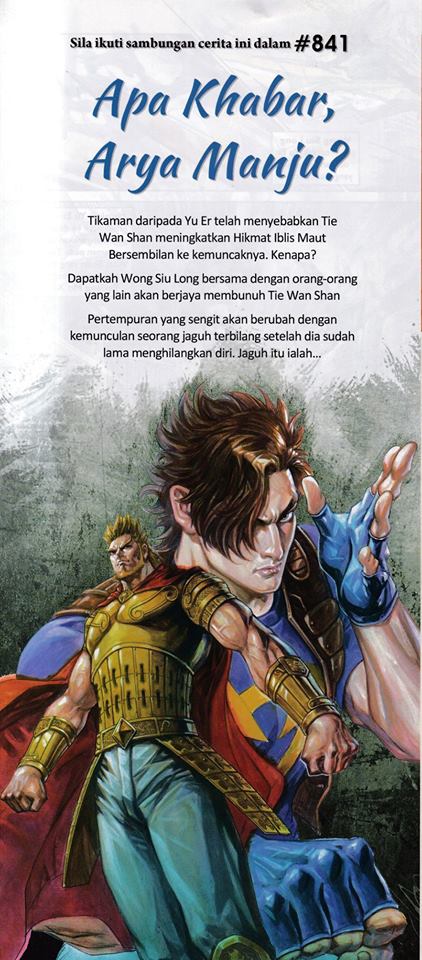 Sila ikuti sambungan cerita ini dalam #841
Apa Khabar,
Arya Manju?
Tikaman daripada Yu Er telah menyebabkan Tie
Wan Shan meningkatkan Hikmat Iblis Maut
Bersembilan ke kemuncaknya. Kenapa?
Dapatkah Wong Siu Long bersama dengan orang-orang
yang lain akan berjaya membunuh Tie Wan Shan
Pertempuran yang sengit akan berubah dengan
kemunculan seorang jaguh terbilang setelah dia sudah
lama menghilangkan diri. Jaguh itu ialah...